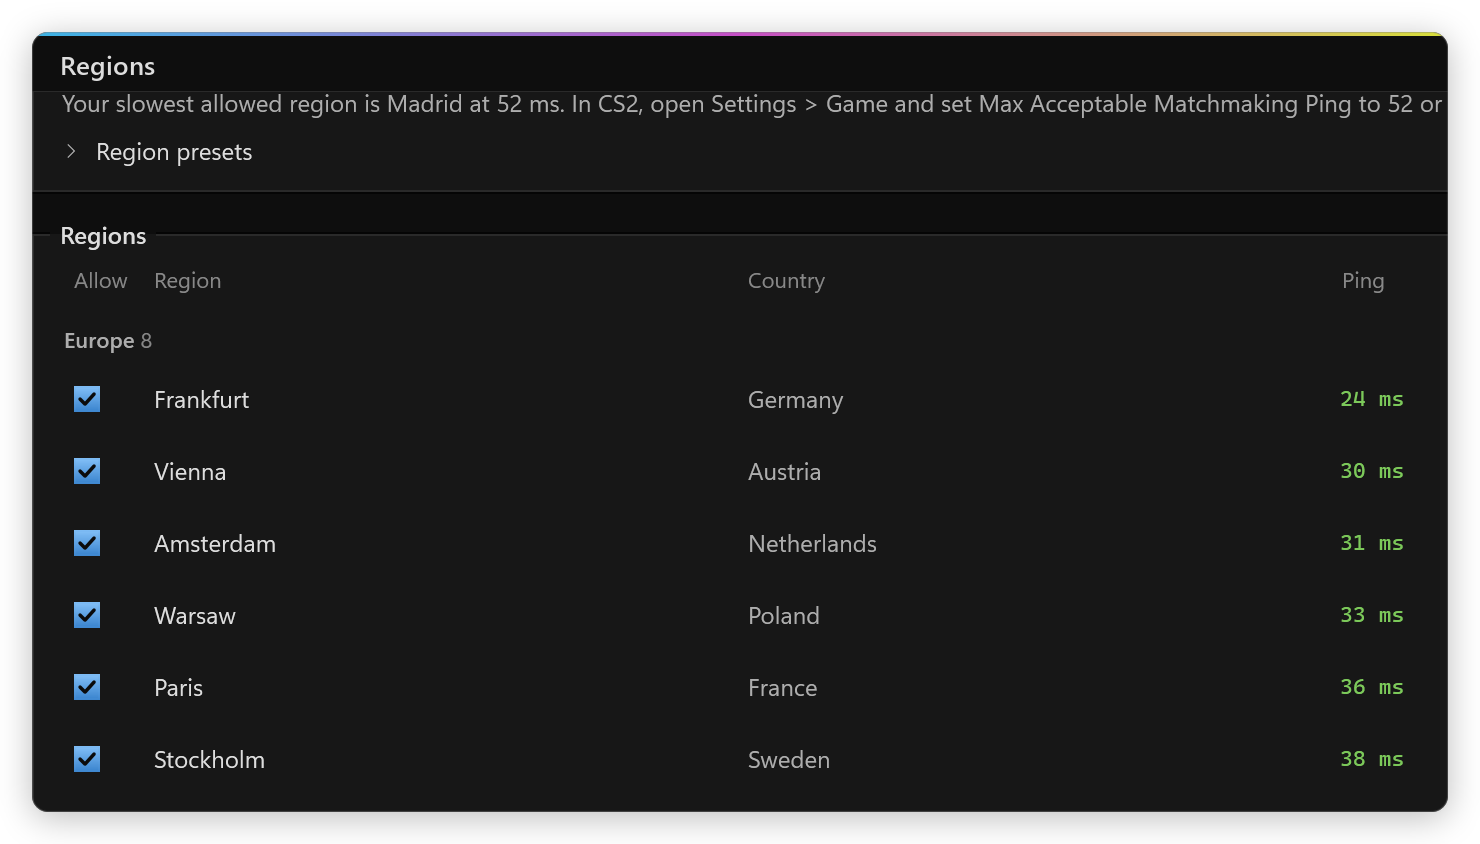 Regions
Your slowest allowed region is Madrid at 52 ms. In CS2, open Settings > Game and set Max Acceptable Matchmaking Ping to 52 or
Region presets
Regions
Allow Region Country Ping
Europe 8
Frankfurt Germany 24 ms
Vienna Austria 30 ms
Amsterdam Netherlands 31 ms
Warsaw Poland 33 ms
Paris France 36 ms
Stockholm Sweden 38 ms